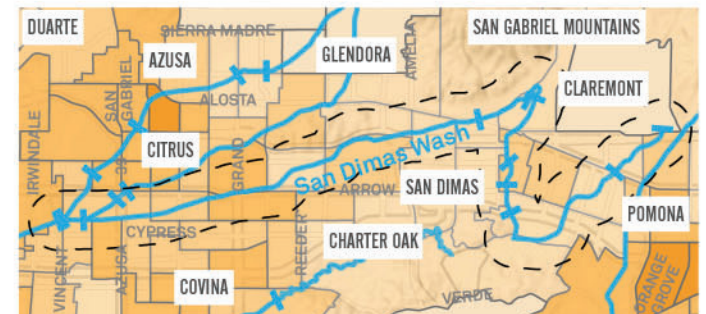 DUARTE
SIERRA MADRE
SAN GABRIEL MOUNTAINS
AZUSA
GLENDORA
AMELIA
SAN
GABRIEL
ALOSTA
CLAREMONT
IRWINDALE
CITRUS
39
GRAND
San Dimas Wash
ARROW
SAN DIMAS
POMONA
CYPRESS
REEDER
CHARTER OAK
VINCENT
AZUSA
COVINA
VERDE
ORANGE
GROVE